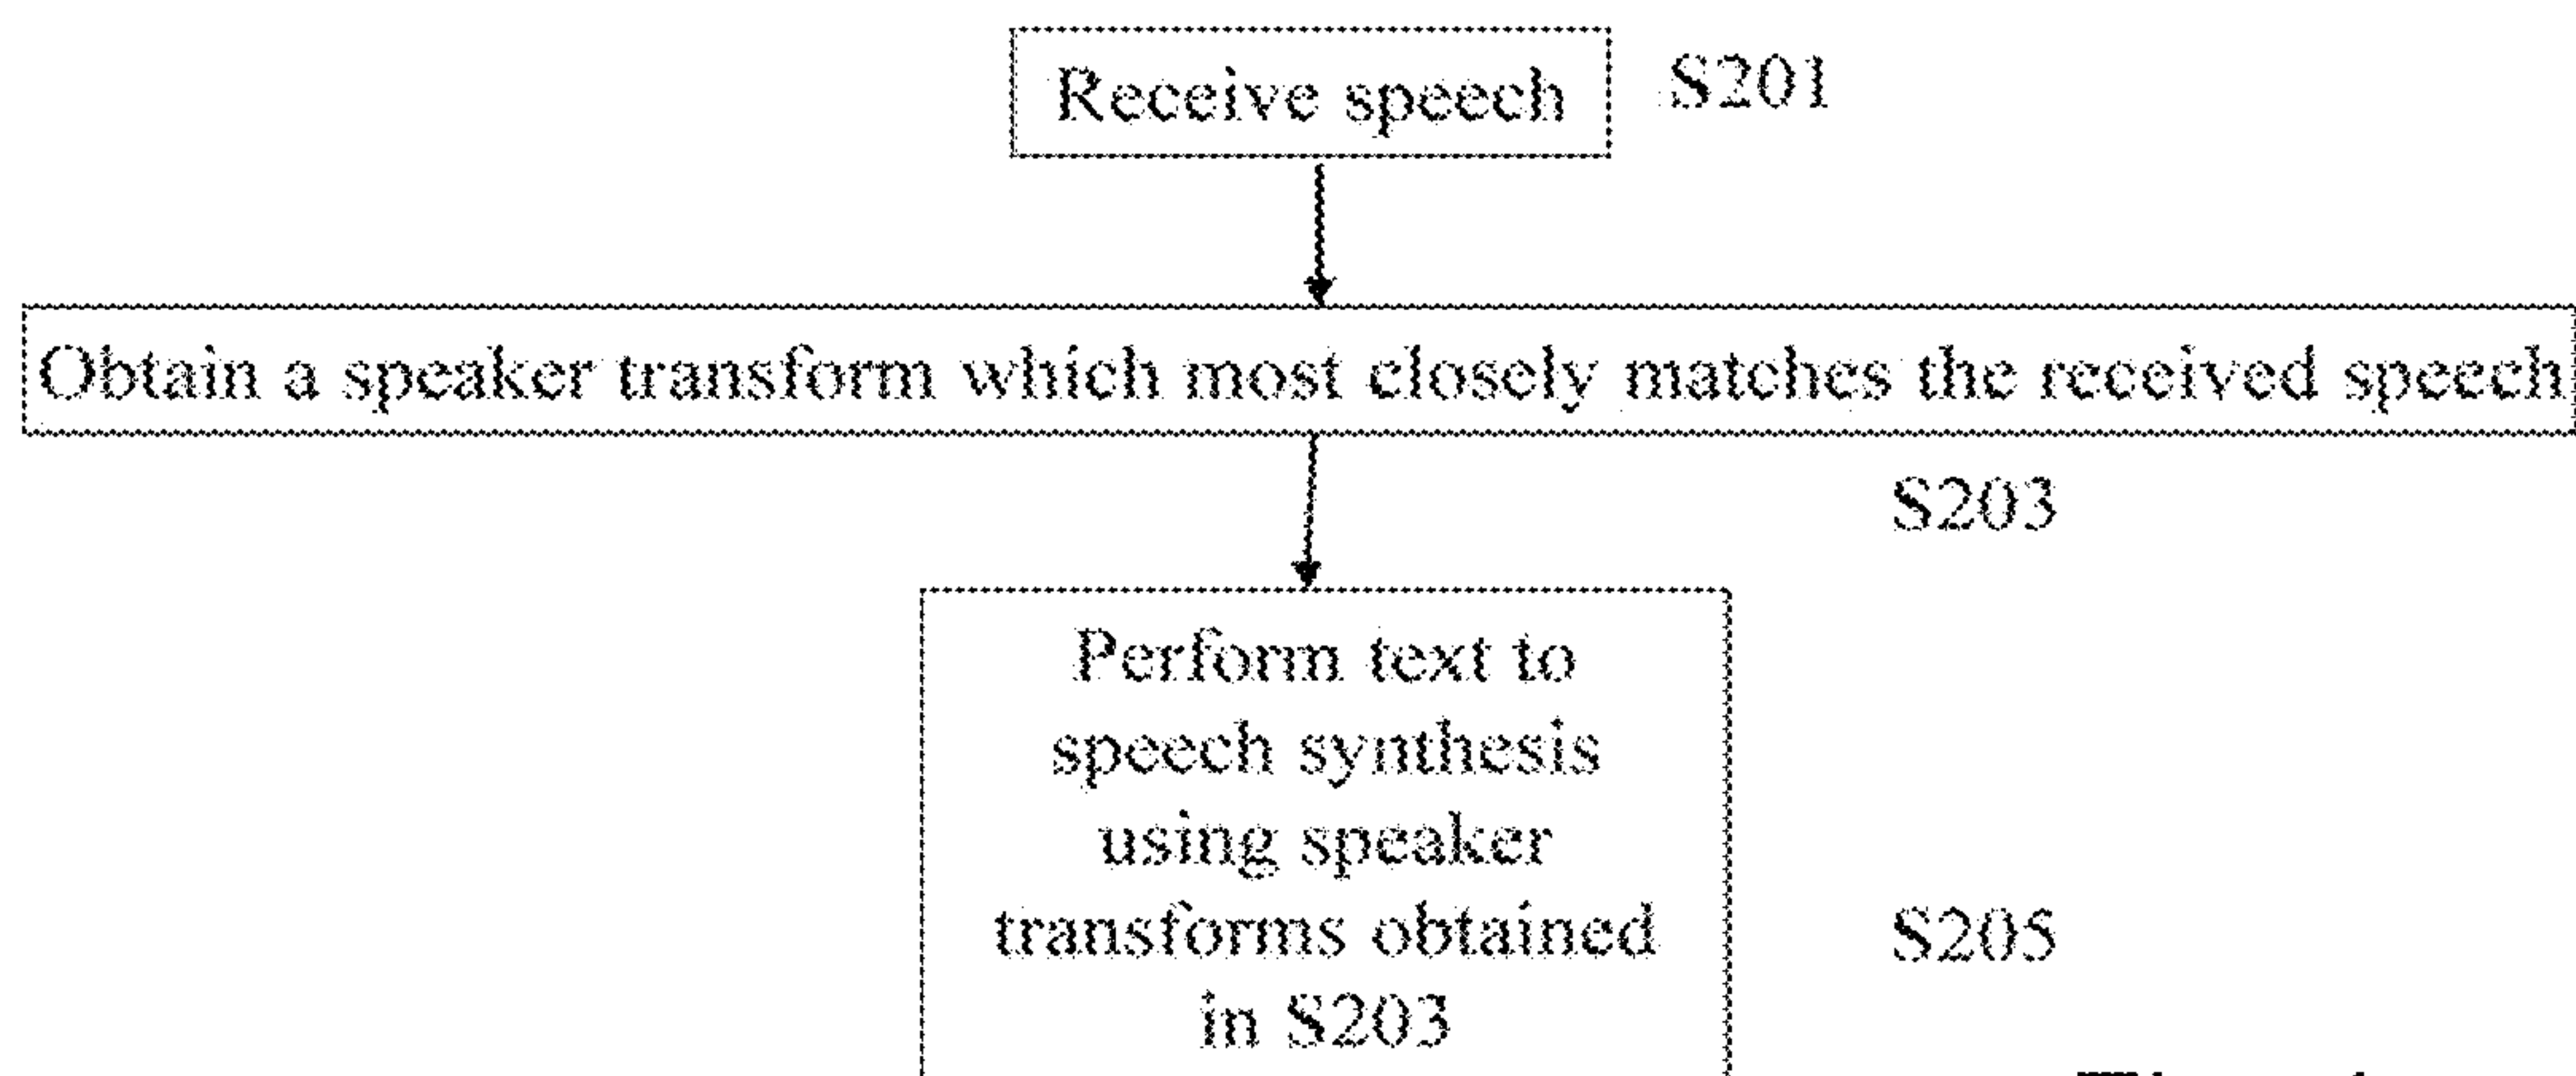 Receive speech
S201
Obtain a speaker transform which most closely matches the received speech
S203
Perform text to
speech synthesis
using speaker
transforms obtained
in S203
S205